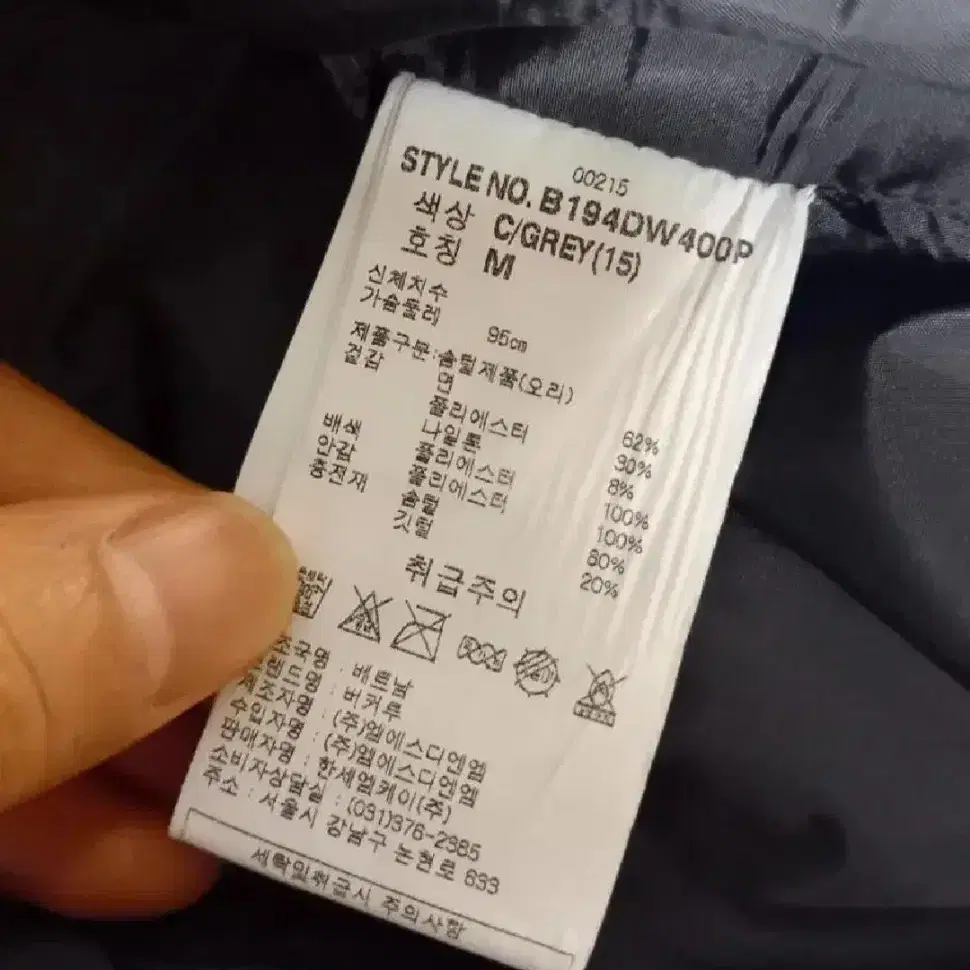 00215
STYLE NO. B194DW400P
색상 C/GREY(15)
호칭 M
신체치수
가슴둘레 95cm
제품구분:솜털제품(오리)
겉감 면 62%
폴리에스터 30%
나일론 8%
배색 폴리에스터 100%
안감 폴리에스터 100%
충전재 솜털 80%
깃털 20%
취급주의
제조국명 : 베트남
브랜드명 : 버커루
제조자명 : (주)엠에스디엔엠
수입자명 : (주)엠에스디엔엠
판매자명 : 한세엠케이(주)
소비자상담실 : (031)376-2385
주소 : 서울시 강남구 논현로 633
세탁및취급시 주의사항